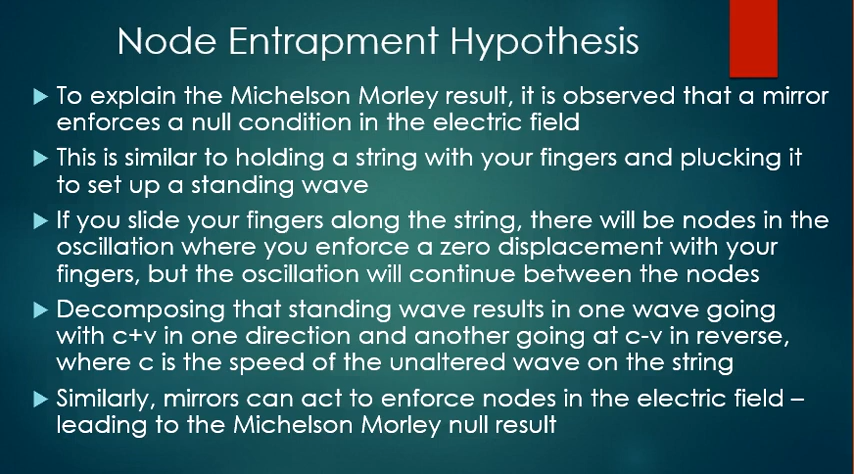 Node Entrapment Hypothesis
To explain the Michelson Morley result, it is observed that a mirror
enforces a null condition in the electric field
This is similar to holding a string with your fingers and plucking it
to set up a standing wave
If you slide your fingers along the string, there will be nodes in the
oscillation where you enforce a zero displacement with your
fingers, but the oscillation will continue between the nodes
Decomposing that standing wave results in one wave going
with c+v in one direction and another going at c-v in reverse,
where c is the speed of the unaltered wave on the string
Similarly, mirrors can act to enforce nodes in the electric field –
leading to the Michelson Morley null result